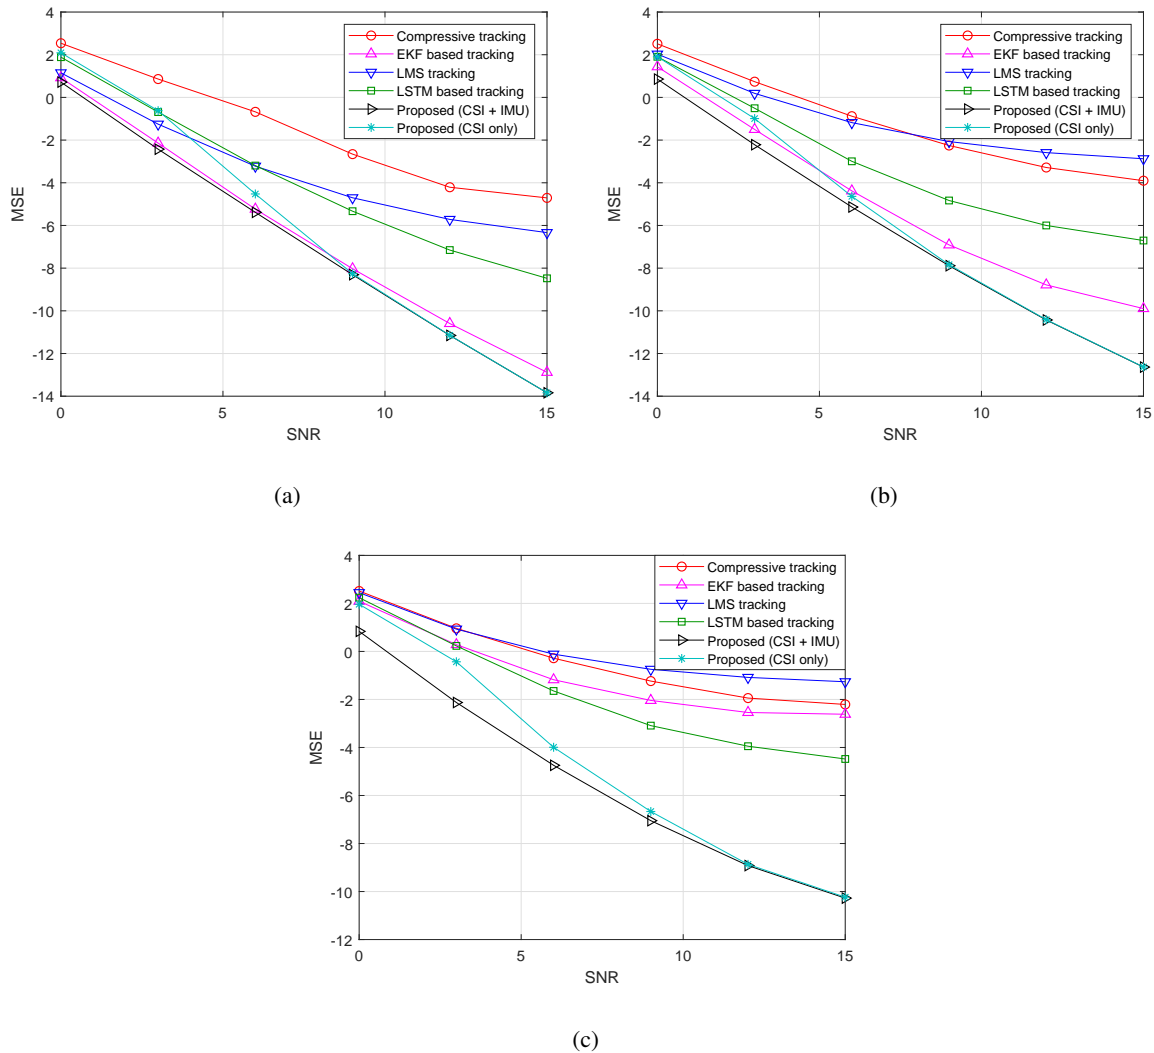 4
2
0
-2
-4
-6
-8
-10
-12
-14
MSE
0
5
10
15
SNR
Compressive tracking
EKF based tracking
LMS tracking
LSTM based tracking
Proposed (CSI + IMU)
Proposed (CSI only)
(a)
4
2
0
-2
-4
-6
-8
-10
-12
-14
MSE
0
5
10
15
SNR
Compressive tracking
EKF based tracking
LMS tracking
LSTM based tracking
Proposed (CSI + IMU)
Proposed (CSI only)
(b)
4
2
0
-2
-4
-6
-8
-10
-12
MSE
0
5
10
15
SNR
Compressive tracking
EKF based tracking
LMS tracking
LSTM based tracking
Proposed (CSI + IMU)
Proposed (CSI only)
(c)